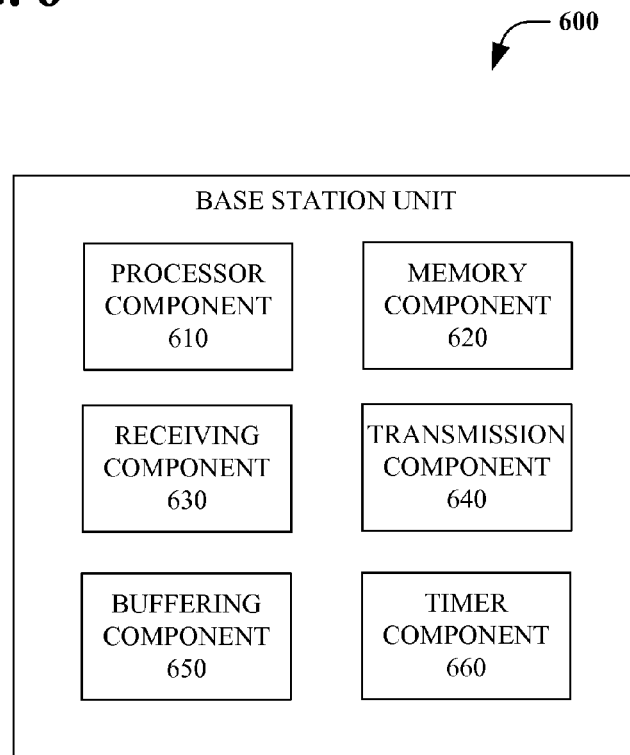 600
BASE STATION UNIT
PROCESSOR
COMPONENT
610
MEMORY
COMPONENT
620
RECEIVING
COMPONENT
630
TRANSMISSION
COMPONENT
640
BUFFERING
COMPONENT
650
TIMER
COMPONENT
660